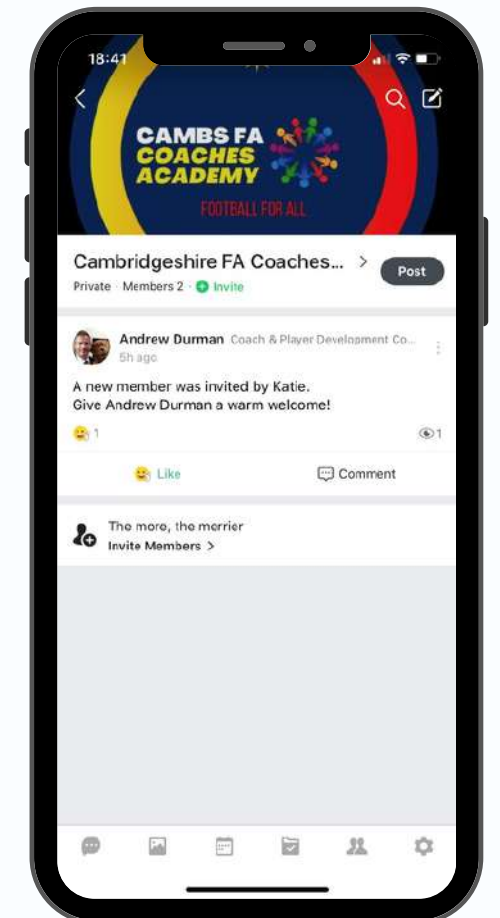 18:41
CAMBS FA
COACHES
ACADEMY
FOOTBALL FOR ALL
Cambridgeshire FA Coaches... >
Post
Private · Members 2 · Invite
Andrew Durman Coach & Player Development Co...
5h ago
A new member was invited by Katie.
Give Andrew Durman a warm welcome!
1
1
Like
Comment
The more, the merrier
Invite Members >